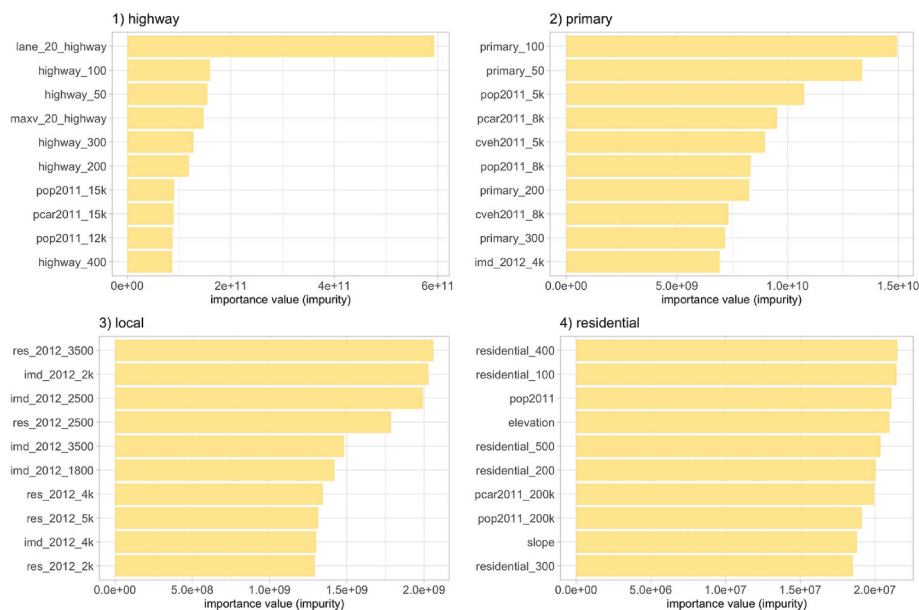 1) highway
lane_20_highway
highway_100
highway_50
maxv_20_highway
highway_300
highway_200
pop2011_15k
pcar2011_15k
pop2011_12k
highway_400
0e+00 2e+11 4e+11 6e+11
importance value (impurity)
2) primary
primary_100
primary_50
pop2011_5k
pcar2011_8k
cveh2011_5k
pop2011_8k
primary_200
cveh2011_8k
primary_300
imd_2012_4k
0.0e+00 5.0e+09 1.0e+10 1.5e+10
importance value (impurity)
3) local
res_2012_3500
imd_2012_2k
imd_2012_2500
res_2012_2500
imd_2012_3500
imd_2012_1800
res_2012_4k
res_2012_5k
imd_2012_4k
res_2012_2k
0.0e+00 5.0e+08 1.0e+09 1.5e+09 2.0e+09
importance value (impurity)
4) residential
residential_400
residential_100
pop2011
elevation
residential_500
residential_200
pcar2011_200k
pop2011_200k
slope
residential_300
0.0e+00 5.0e+06 1.0e+07 1.5e+07 2.0e+07
importance value (impurity)